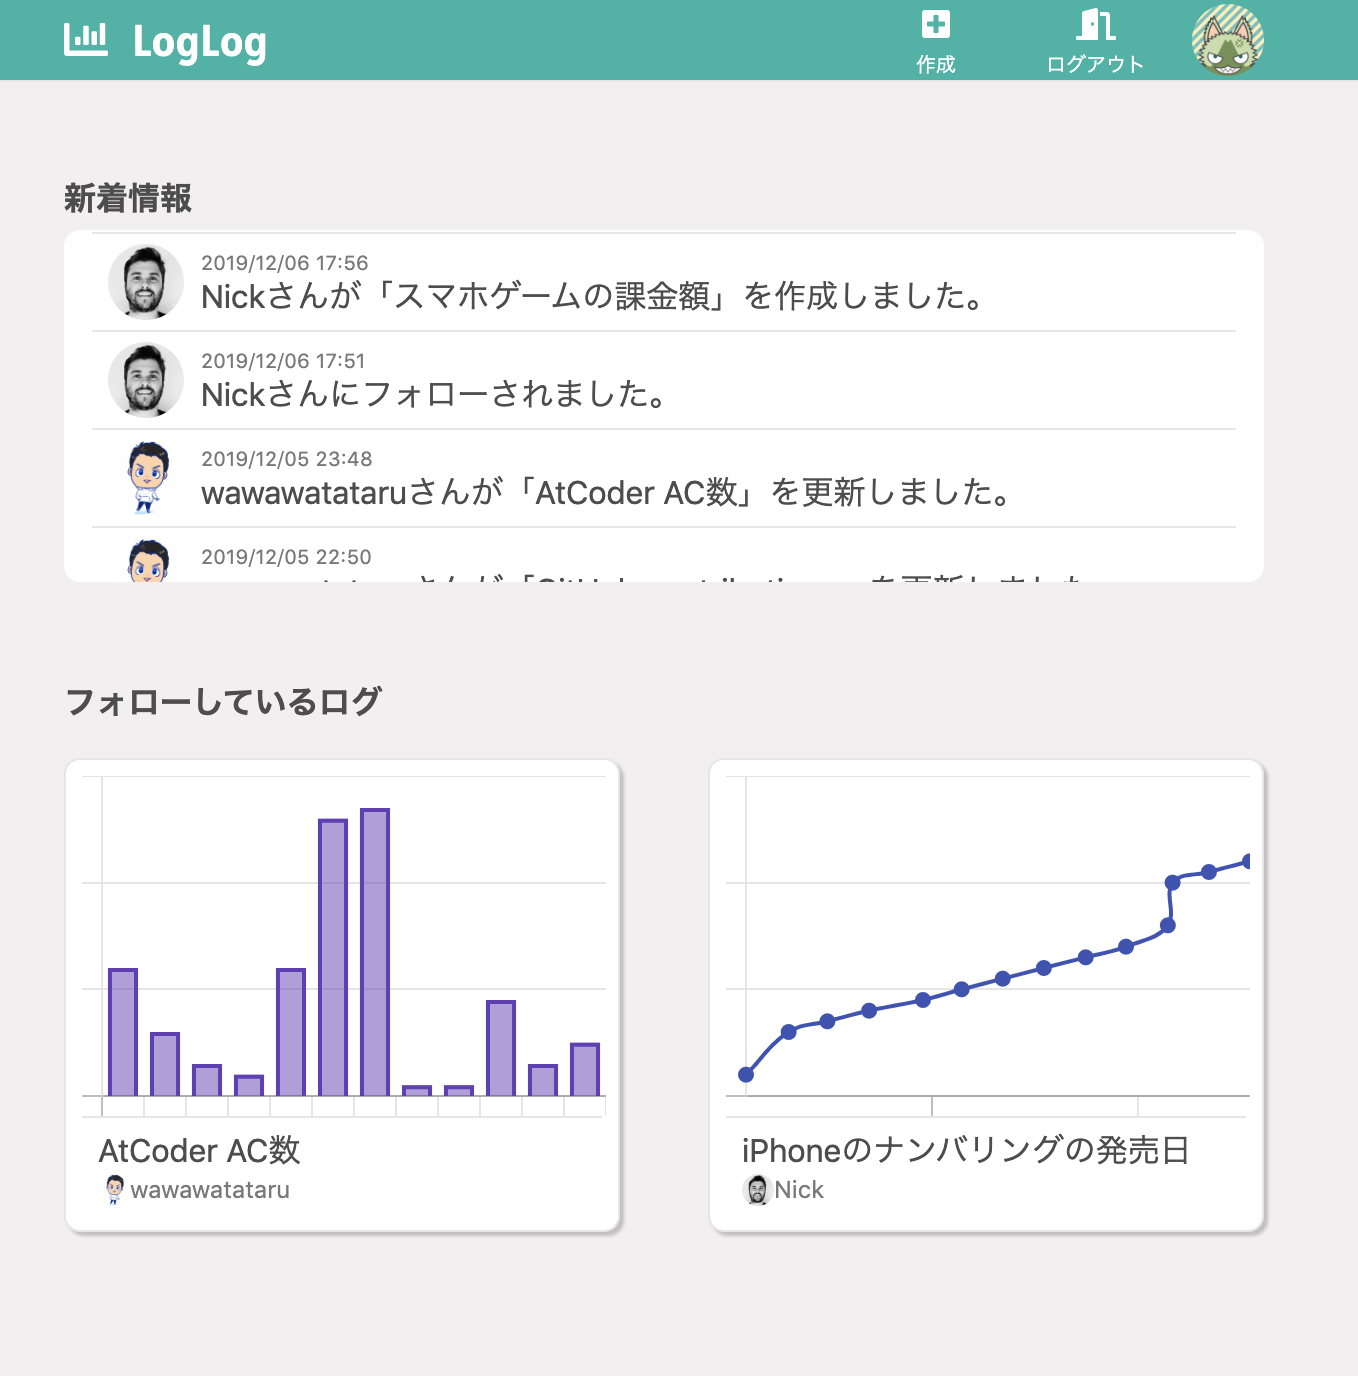 LogLog
作成
ログアウト
新着情報
2019/12/06 17:56
Nickさんが「スマホゲームの課金額」を作成しました。
2019/12/06 17:51
Nickさんにフォローされました。
2019/12/05 23:48
wawawatataruさんが「AtCoder AC数」を更新しました。
2019/12/05 22:50
フォローしているログ
AtCoder AC数
wawawatataru
iPhoneのナンバリングの発売日
Nick